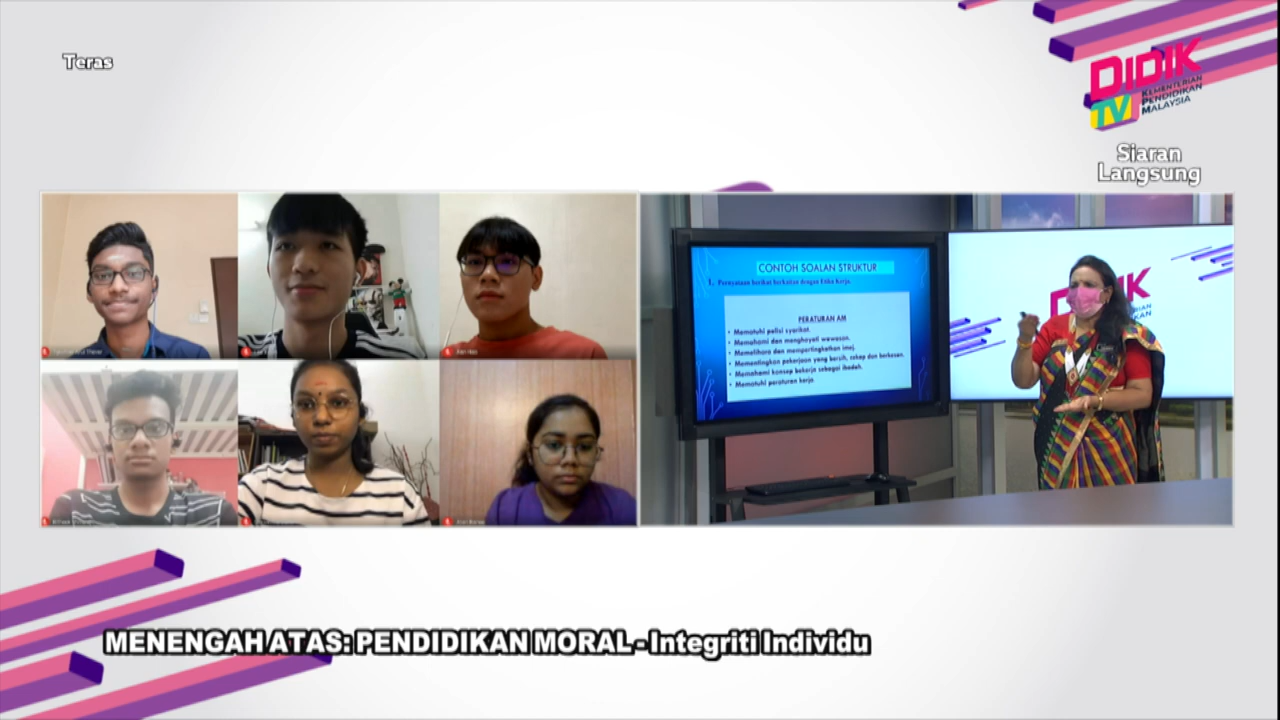 Teras
DIDIK
TV
KEMENTERIAN
PENDIDIKAN
MALAYSIA
Siaran
Langsung
CONTOH SOALAN STRUKTUR
1. Pernyataan berikut berkaitan dengan Etika Kerja.
PERATURAN AM
• Mematuhi polisi syarikat.
• Memahami dan menghayati wawasan.
• Memelihara dan mempertingkatkan imej.
• Mementingkan pekerjaan yang bersih, cekap dan berkesan.
• Memahami konsep bekerja sebagai ibadah.
• Mematuhi peraturan kerja.
MENENGAH ATAS: PENDIDIKAN MORAL - Integriti Individu